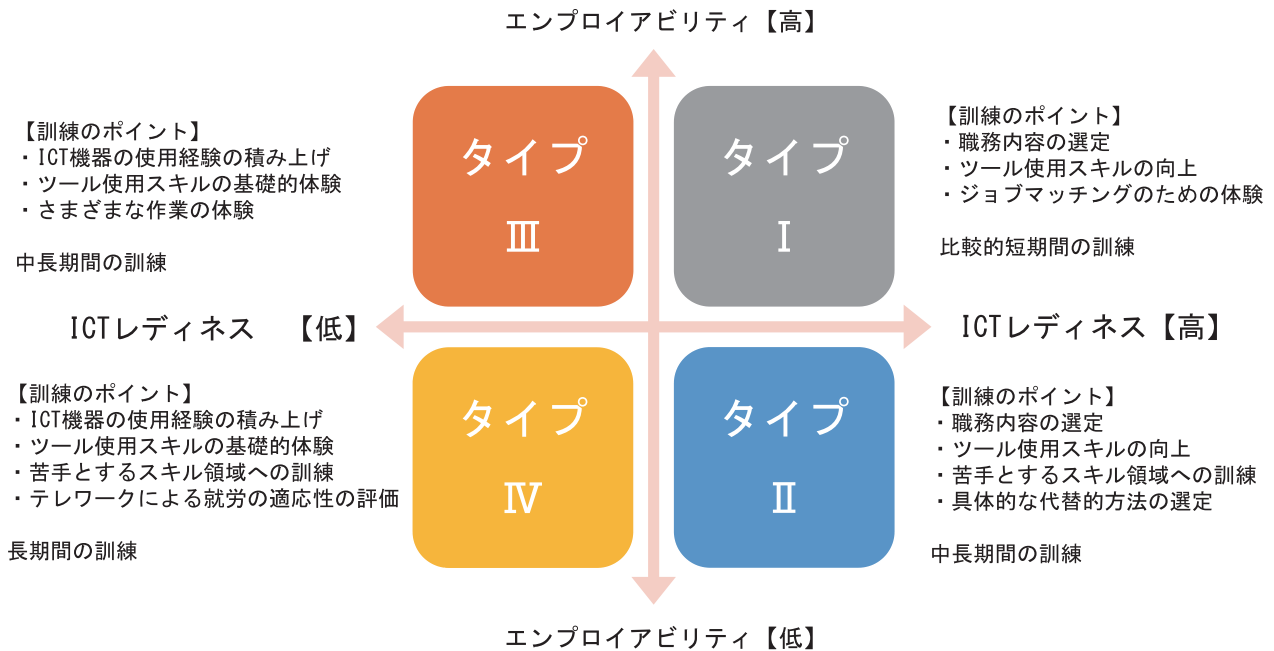 エンプロイアビリティ【高】
【訓練のポイント】
・ICT機器の使用経験の積み上げ
・ツール使用スキルの基礎的体験
・さまざまな作業の体験
中長期間の訓練
タイプ
Ⅲ
タイプ
Ⅰ
【訓練のポイント】
・職務内容の選定
・ツール使用スキルの向上
・ジョブマッチングのための体験
比較的短期間の訓練
ICTレディネス　【低】
ICTレディネス【高】
【訓練のポイント】
・ICT機器の使用経験の積み上げ
・ツール使用スキルの基礎的体験
・苦手とするスキル領域への訓練
・テレワークによる就労の適応性の評価
長期間の訓練
タイプ
Ⅳ
タイプ
Ⅱ
【訓練のポイント】
・職務内容の選定
・ツール使用スキルの向上
・苦手とするスキル領域への訓練
・具体的な代替的方法の選定
中長期間の訓練
エンプロイアビリティ【低】